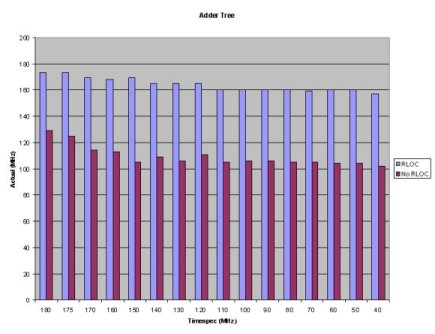 Adder Tree
200
180
160
140
120
100
80
60
40
20
0
Actual (MHz)
RLOC
No RLOC
180 175 170 160 150 140 130 120 110 100 90 80 70 60 50 40
Timespec (MHz)